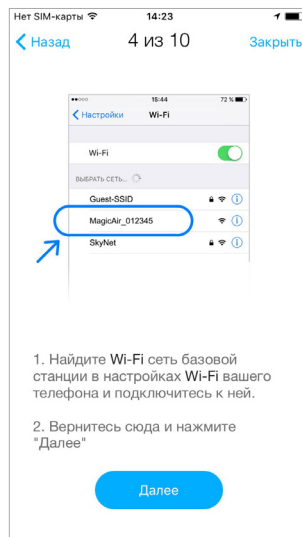 Нет SIM-карты 14:23
Назад 4 из 10 Закрыть
15:44 72 %
Настройки Wi-Fi
Wi-Fi
ВЫБРАТЬ СЕТЬ...
Guest-SSID
MagicAir_012345
SkyNet
1. Найдите Wi-Fi сеть базовой
станции в настройках Wi-Fi вашего
телефона и подключитесь к ней.
2. Вернитесь сюда и нажмите
"Далее"
Далее